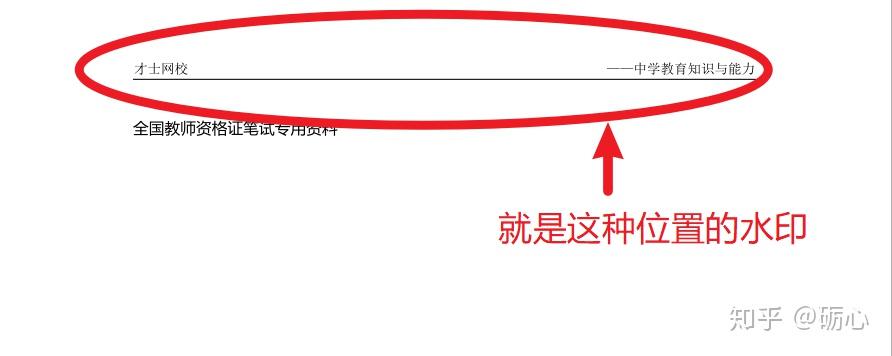 才士网校 ——中学教育知识与能力
全国教师资格证笔试专用资料
就是这种位置的水印
知乎 @砺心